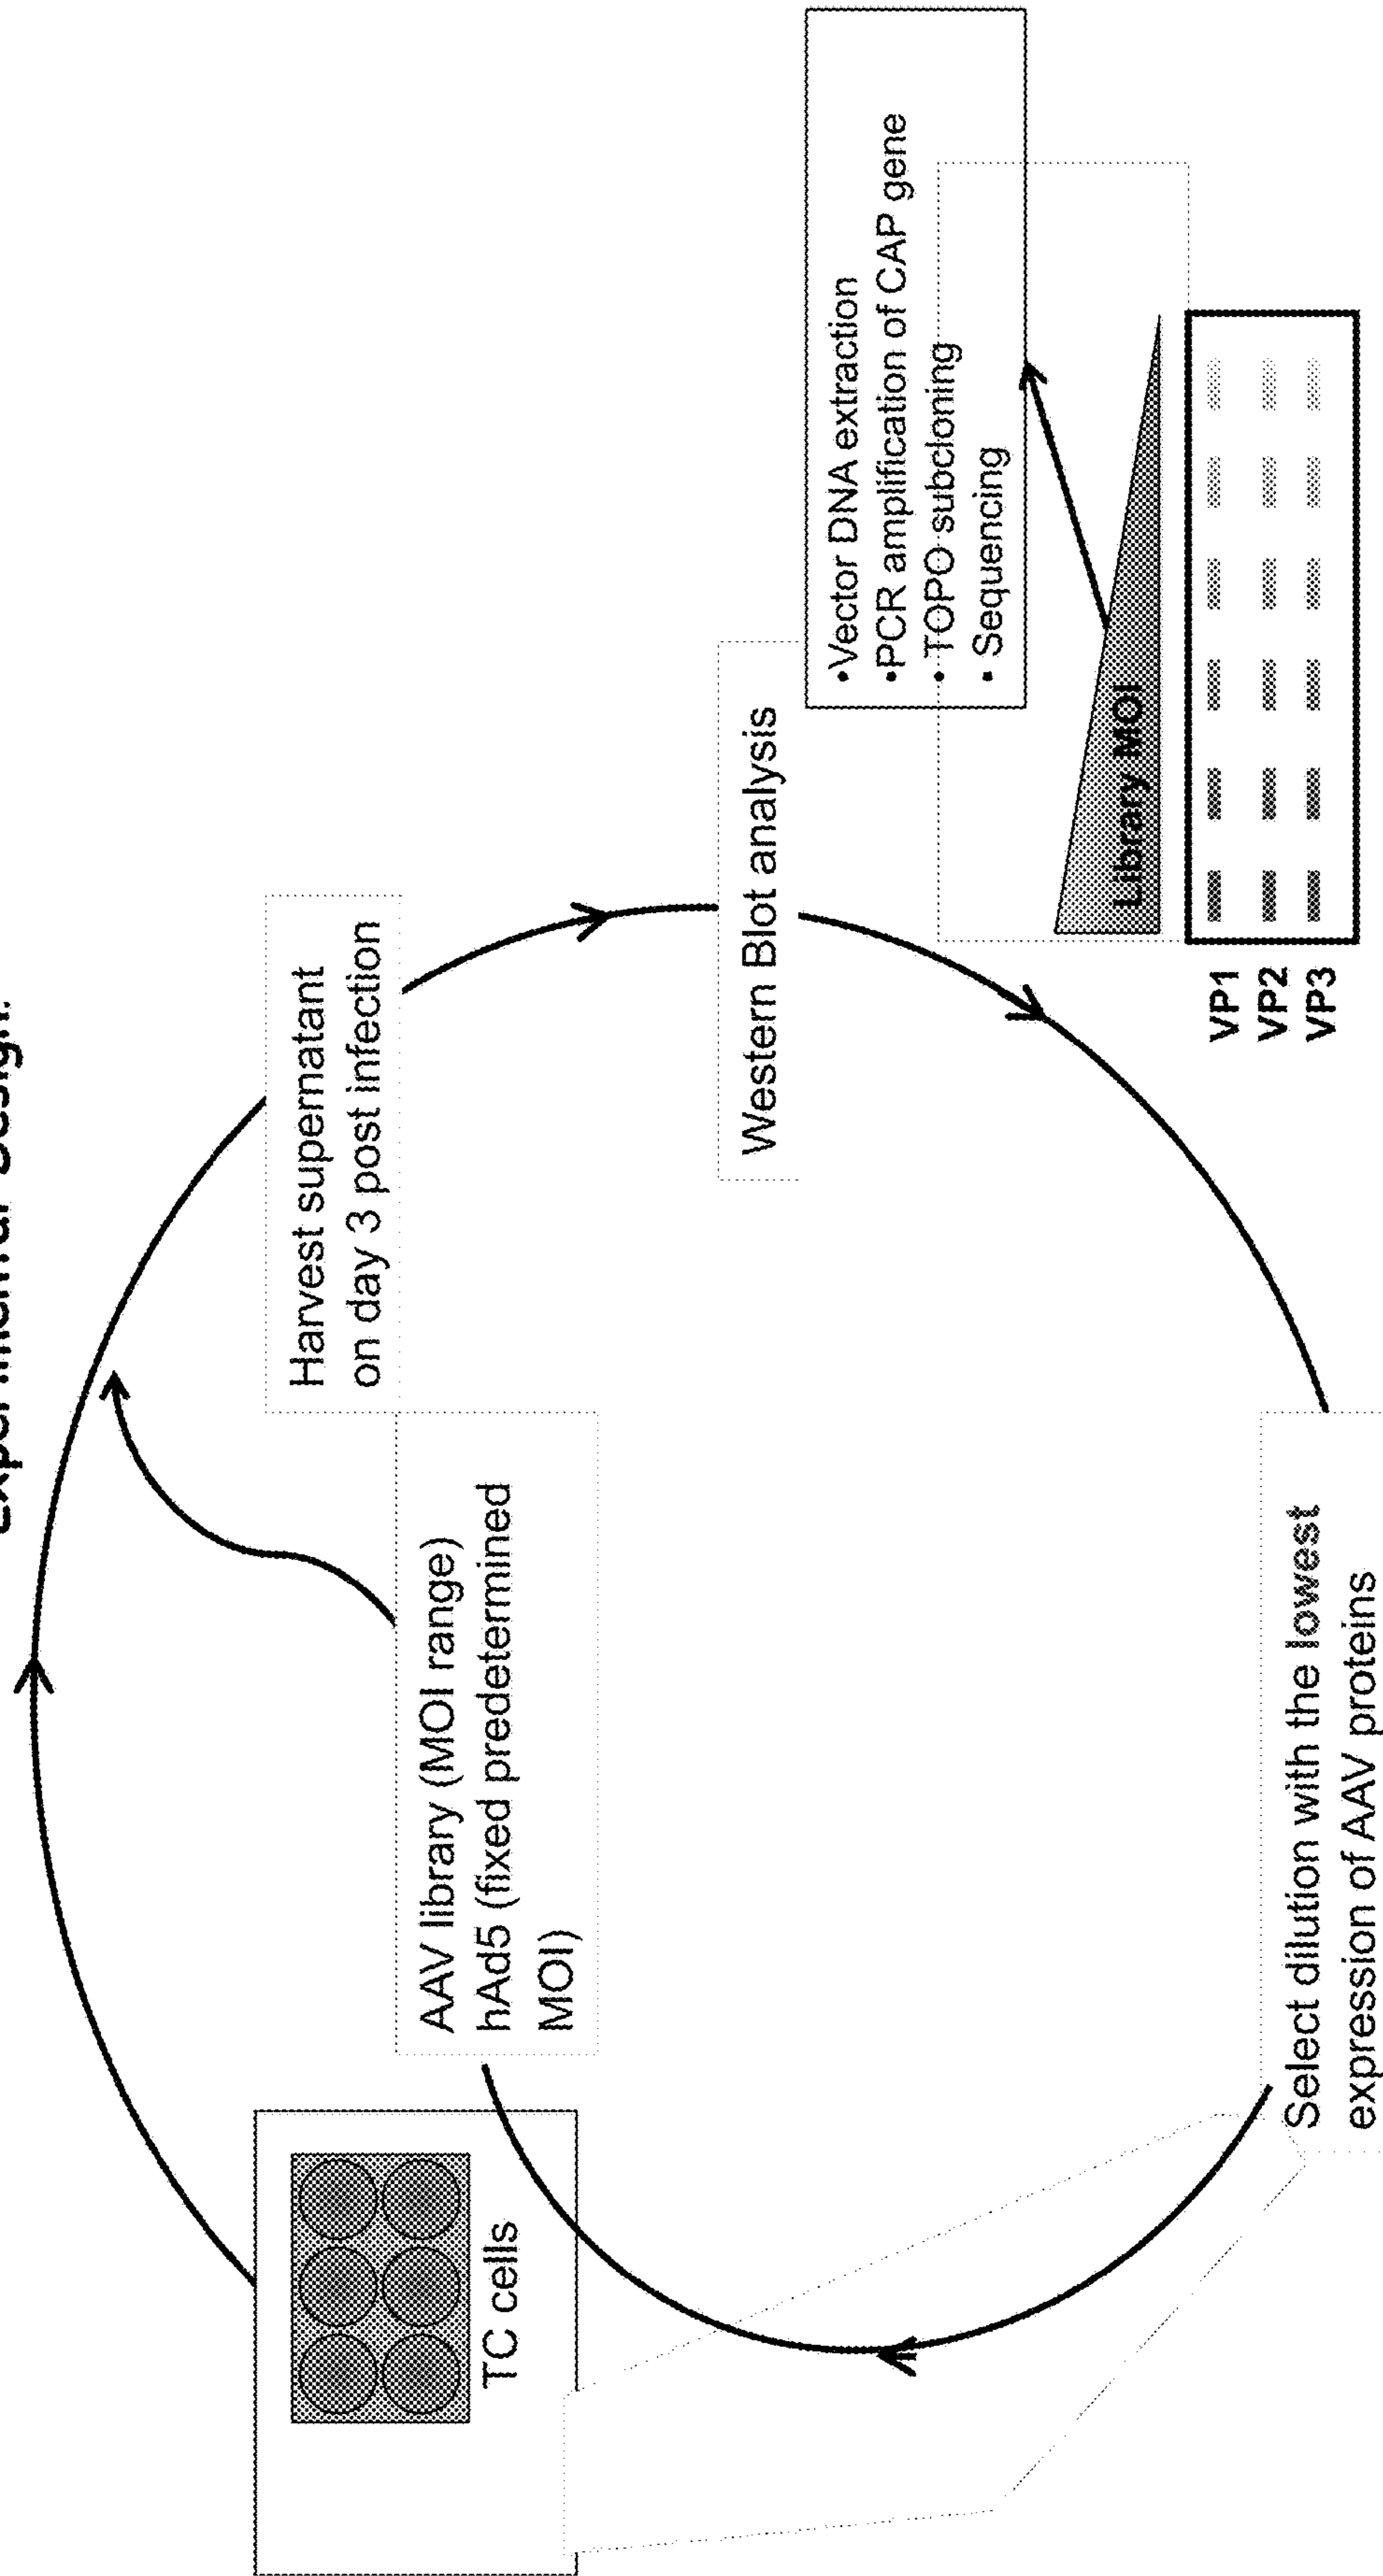 Experimental Design:
TC cells
AAV library (MOI range)
hAd5 (fixed predetermined
MOI)
Harvest supernatant
on day 3 post infection
Western Blot analysis
•Vector DNA extraction
•PCR amplification of CAP gene
• TOPO subcloning
• Sequencing
Library MOI
VP1
VP2
VP3
Select dilution with the lowest
expression of AAV proteins